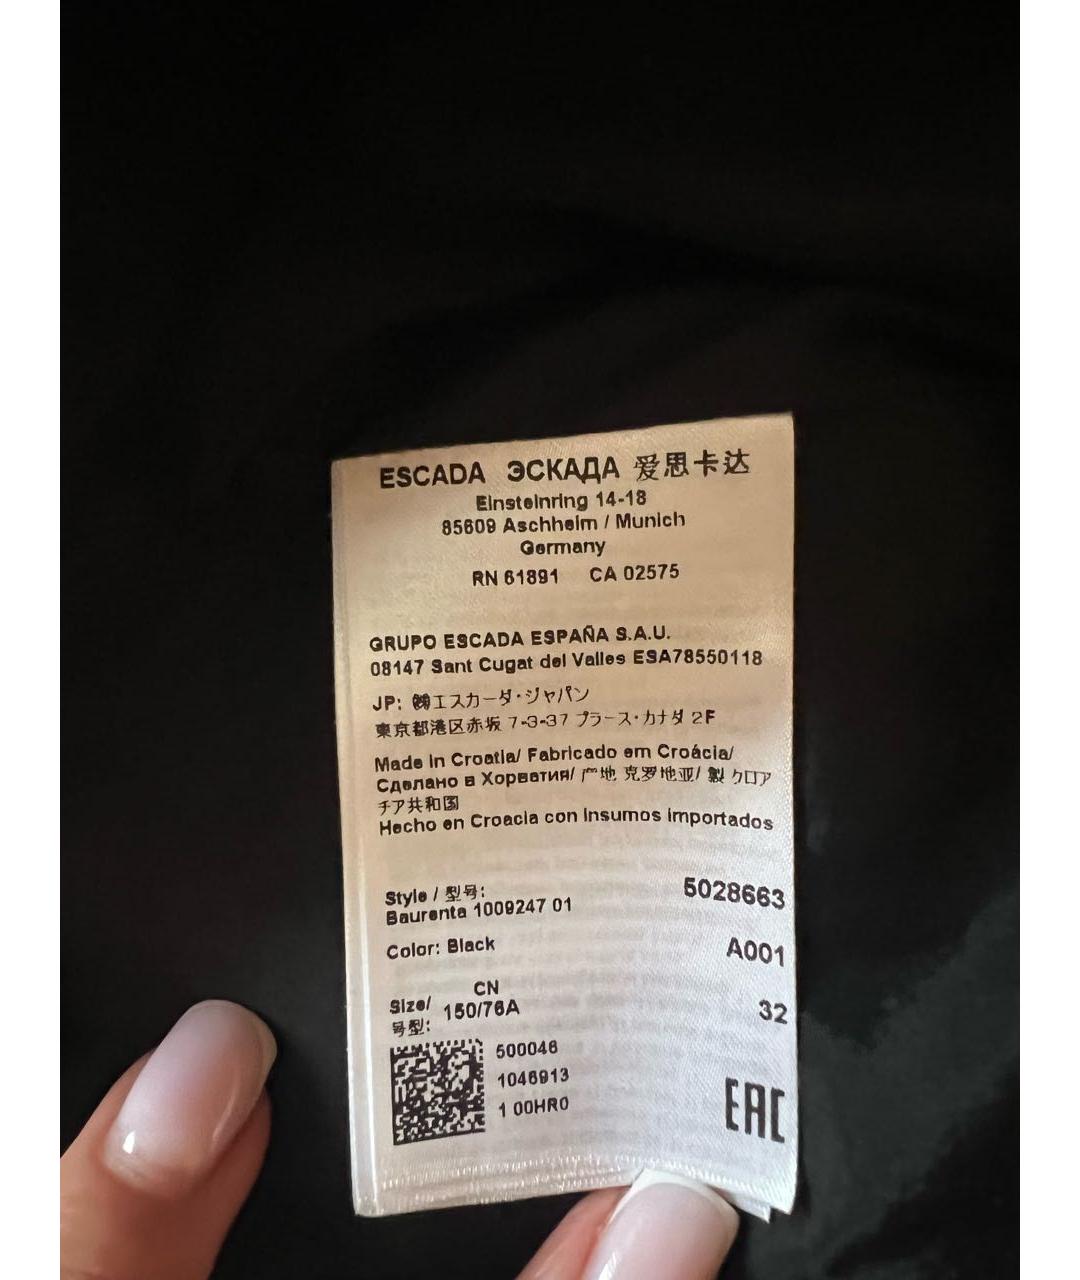 ESCADA ЭСКАДА 爱思卡达
Einsteinring 14-18
85609 Aschheim / Munich
Germany
RN 61891 CA 02575
GRUPO ESCADA ESPAÑA S.A.U.
08147 Sant Cugat del Valles ESA78550118
JP: ㈱エスカーダ・ジャパン
東京都港区赤坂 7-3-37 プラース・カナダ 2F
Made in Croatia/ Fabricado em Croácia/
Сделано в Хорватия/ 产地 克罗地亚/ 製 クロア
チア共和国
Hecho en Croacia con insumos importados
Style / 型号:
Baurenta 1009247 01 5028663
Color: Black A001
CN
Size/ 150/76A 32
号型:
500046
1046913
1 00HR0
EAC